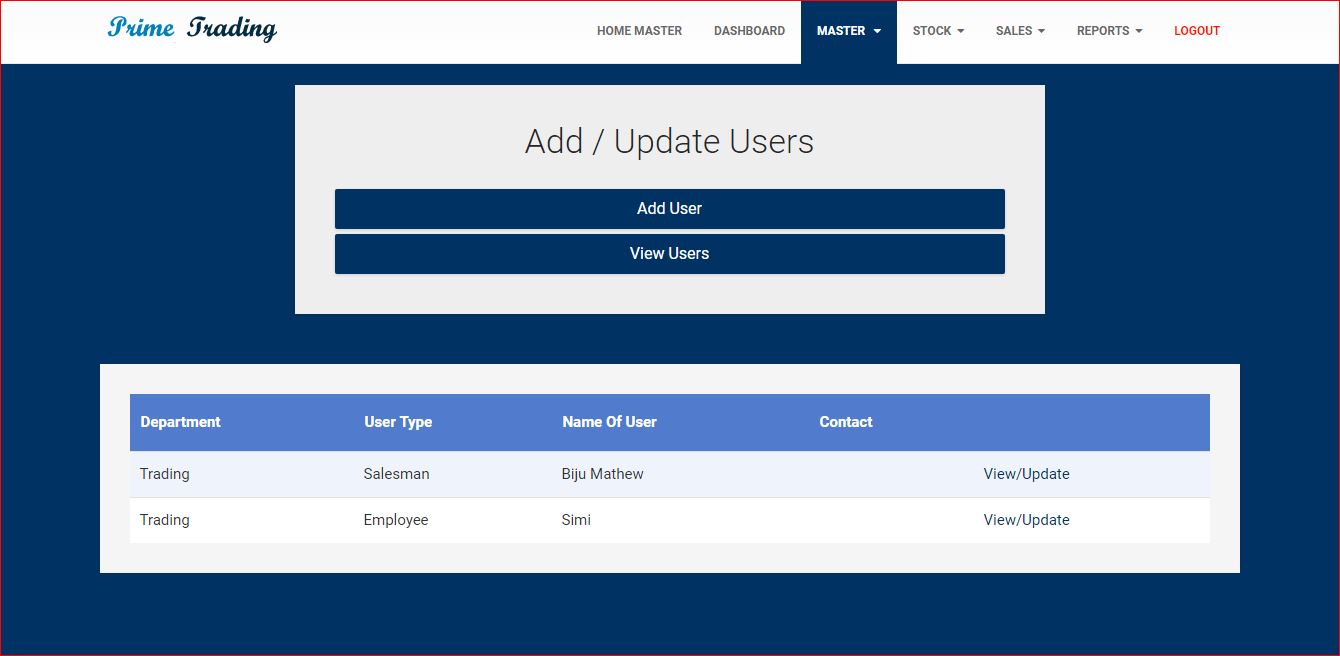 Prime Trading HOME MASTER DASHBOARD MASTER STOCK SALES REPORTS LOGOUT
Add / Update Users
Add User
View Users
Department User Type Name Of User Contact
Trading Salesman Biju Mathew View/Update
Trading Employee Simi View/Update